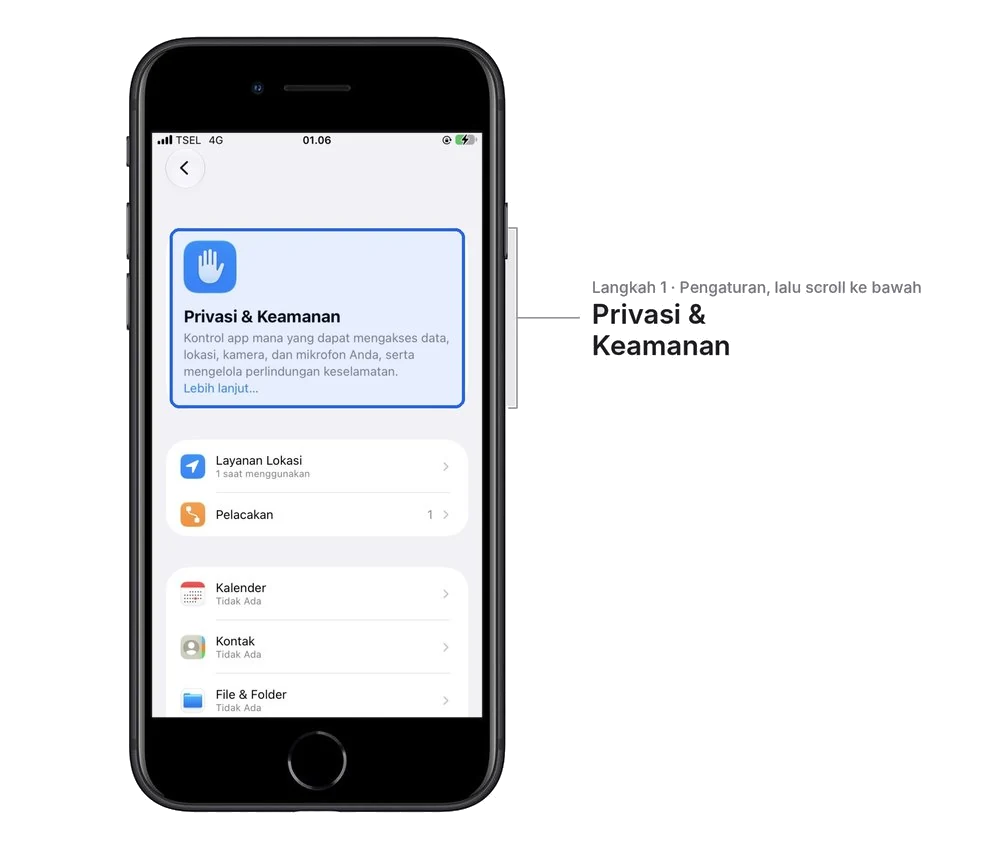 TSEL 4G 01.06
Privasi & Keamanan
Kontrol app mana yang dapat mengakses data,
lokasi, kamera, dan mikrofon Anda, serta
mengelola perlindungan keselamatan.
Lebih lanjut...
Layanan Lokasi
1 saat menggunakan
Pelacakan 1
Kalender
Tidak Ada
Kontak
Tidak Ada
File & Folder
Tidak Ada
Langkah 1 · Pengaturan, lalu scroll ke bawah
Privasi &
Keamanan